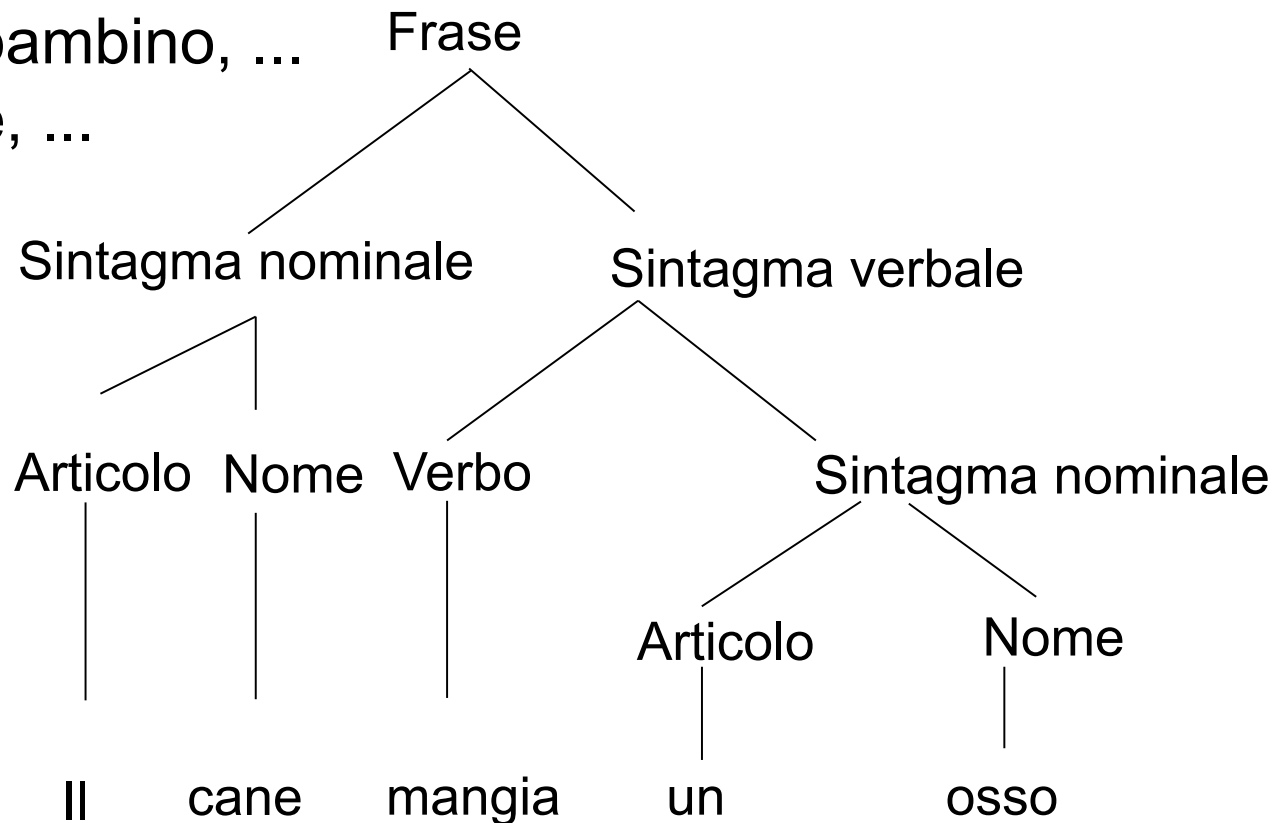 bambino, ...
Frase
e, ...
Sintagma nominale Sintagma verbale
Articolo Nome Verbo Sintagma nominale
Articolo Nome
Il cane mangia un osso